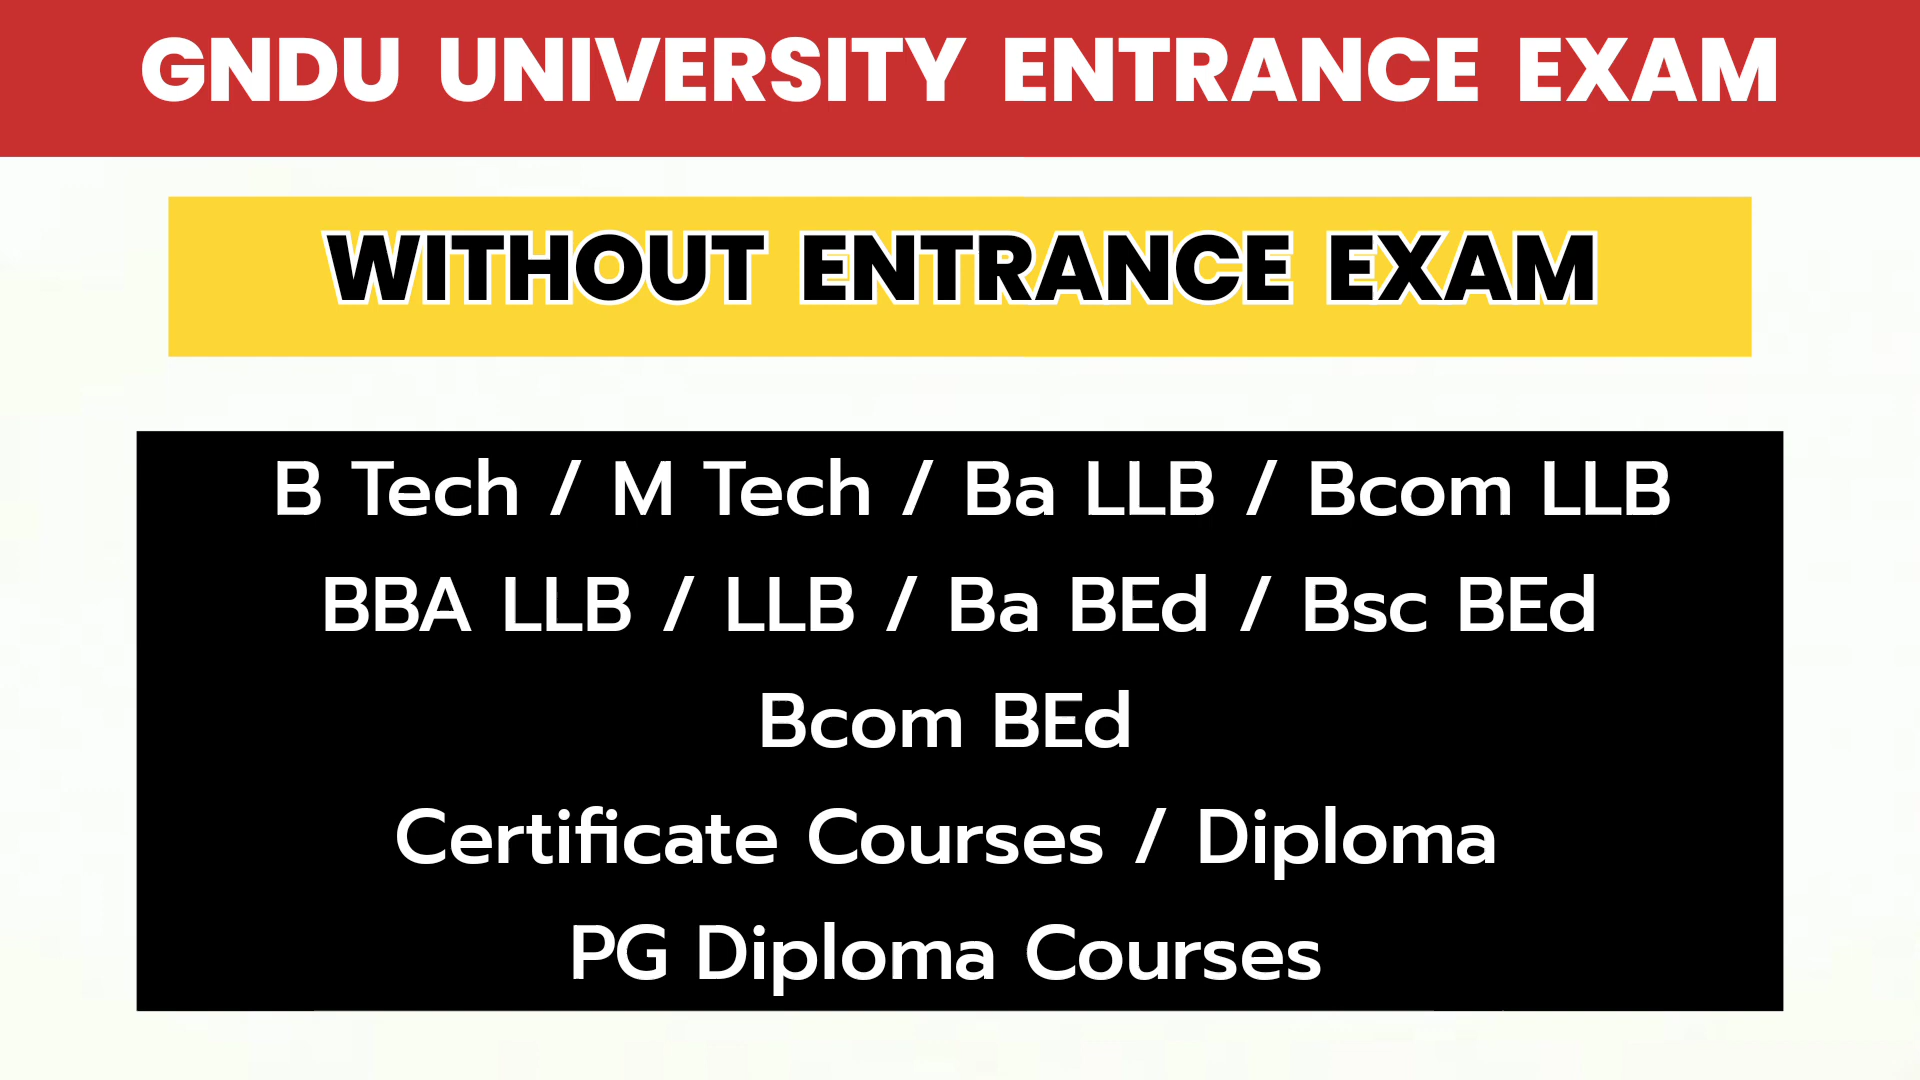 GNDU UNIVERSITY ENTRANCE EXAM
WITHOUT ENTRANCE EXAM
B Tech / M Tech / Ba LLB / Bcom LLB
BBA LLB / LLB / Ba BEd / Bsc BEd
Bcom BEd
Certificate Courses / Diploma
PG Diploma Courses